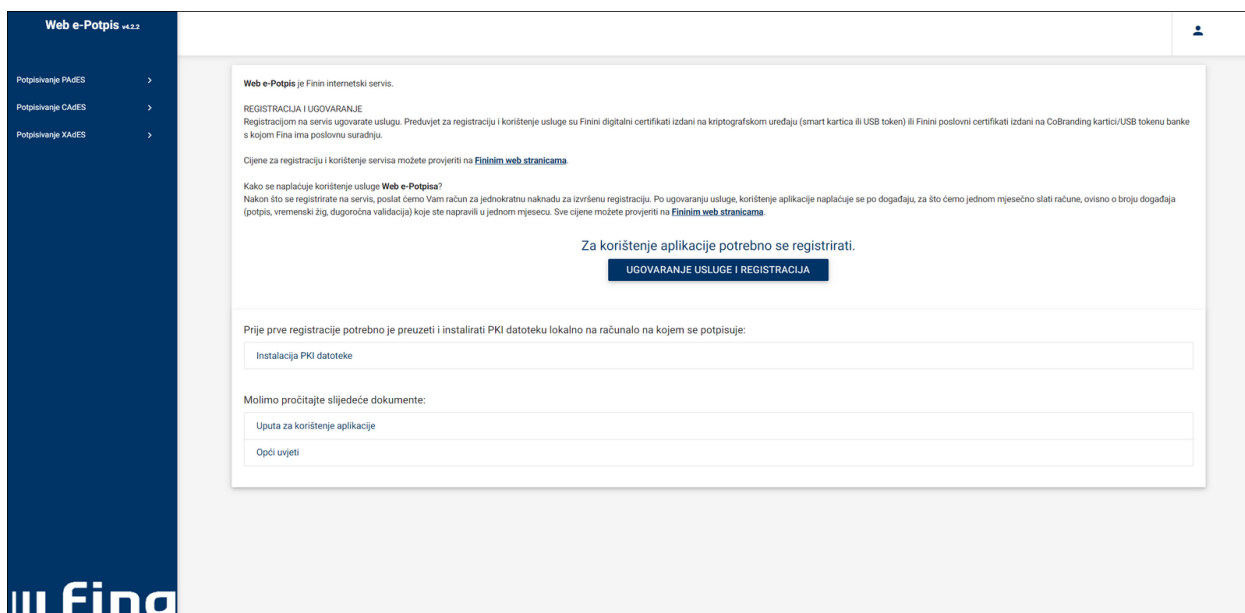 Web e-Potpis v4.2.2
Potpisivanje PAdES
Potpisivanje CAdES
Potpisivanje XAdES
Web e-Potpis je Finin internetski servis.
REGISTRACIJA I UGOVARANJE
Registracijom na servis ugovarate uslugu. Preduvjet za registraciju i korištenje usluge su Finini digitalni certifikati izdani na kriptografskom uređaju (smart kartica ili USB token) ili Finini poslovni certifikati izdani na CoBranding kartici/USB tokenu banke
s kojom Fina ima poslovnu suradnju.
Cijene za registraciju i korištenje servisa možete provjeriti na Fininim web stranicama.
Kako se naplaćuje korištenje usluge Web e-Potpisa?
Nakon što se registrirate na servis, poslat ćemo Vam račun za jednokratnu naknadu za izvršenu registraciju. Po ugovaranju usluge, korištenje aplikacije naplaćuje se po događaju, za što ćemo jednom mjesečno slati račune, ovisno o broju događaja
(potpis, vremenski žig, dugoročna validacija) koje ste napravili u jednom mjesecu. Sve cijene možete provjeriti na Fininim web stranicama.
Za korištenje aplikacije potrebno se registrirati.
UGOVARANJE USLUGE I REGISTRACIJA
Prije prve registracije potrebno je preuzeti i instalirati PKI datoteku lokalno na računalo na kojem se potpisuje:
Instalacija PKI datoteke
Molimo pročitajte slijedeće dokumente:
Uputa za korištenje aplikacije
Opći uvjeti
Fina